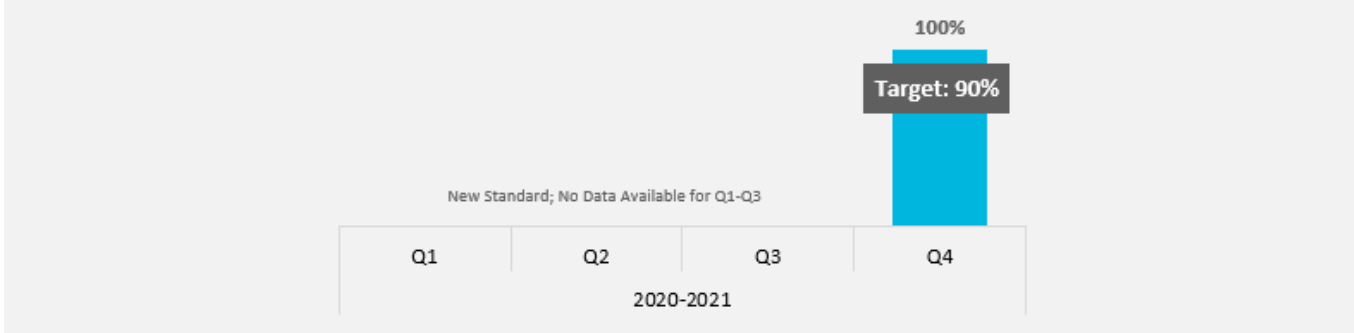 100%
Target: 90%
New Standard; No Data Available for Q1-Q3
Q1 Q2 Q3 Q4
2020-2021